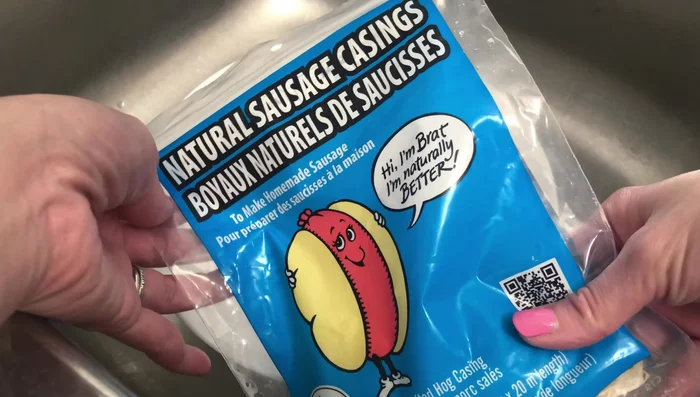 NATURAL SAUSAGE CASINGS
BOYAUX NATURELS DE SAUCISSES
To Make Homemade Sausage
Pour préparer des saucisses à la maison
Hi, I'm Brat
I'm naturally
BETTER!
Hog Casing
salés
x 20 m length)
de longueur)